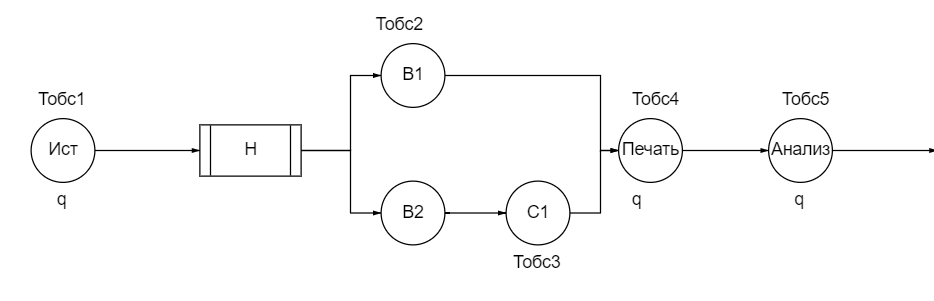 Тобс2
В1
Тобс1
Тобс4
Тобс5
Ист
Н
Печать
Анализ
q
q
q
В2
С1
Тобс3